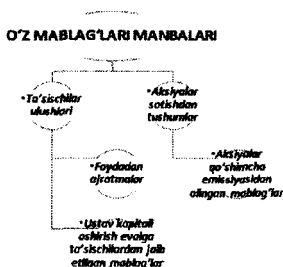 O'Z MABLAG'LARI MANBALARI
•Ta'sischilar
ulushlari
•Aksiyalar
sotishdan
tushumlar
•Foydadan
ajratmalar
•Aksiyalar
qo'shimcha
emissiyasidan
olingan mablag'lar
•Ustav kapitali
oshirish evaiga
ta'sischilardan jalb
etilgan mablag'lar